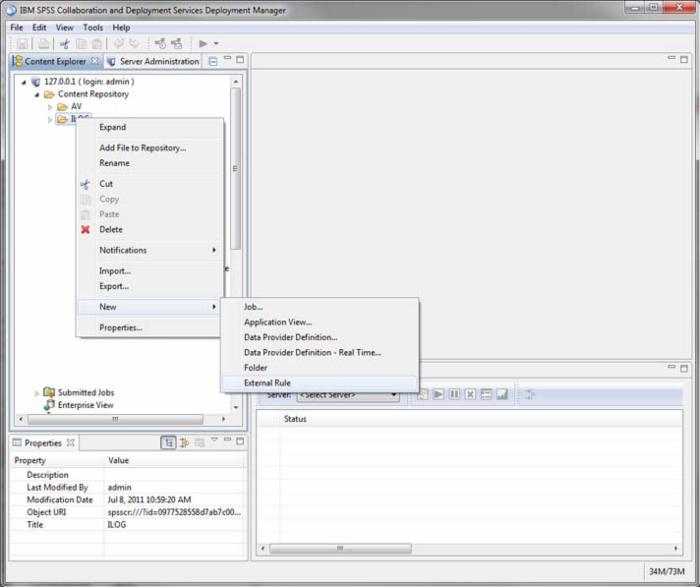 IBM SPSS Collaboration and Deployment Services Deployment Manager
File Edit View Tools Help
Content Explorer Server Administration
127.0.0.1 ( login: admin )
Content Repository
AV
Expand
Add File to Repository...
Rename
Cut
Copy
Paste
Delete
Notifications
Import...
Export...
New
Properties...
Job...
Application View...
Data Provider Definition...
Data Provider Definition - Real Time...
Folder
External Rule
Submitted Jobs
Enterprise View
Server: <Select Server>
Status
Properties
Property Value
Description
Last Modified By admin
Modification Date Jul 8, 2011 10:59:20 AM
Object URI spsscr:///?id=0977528558d7ab7c00...
Title ILOG
34M/73M